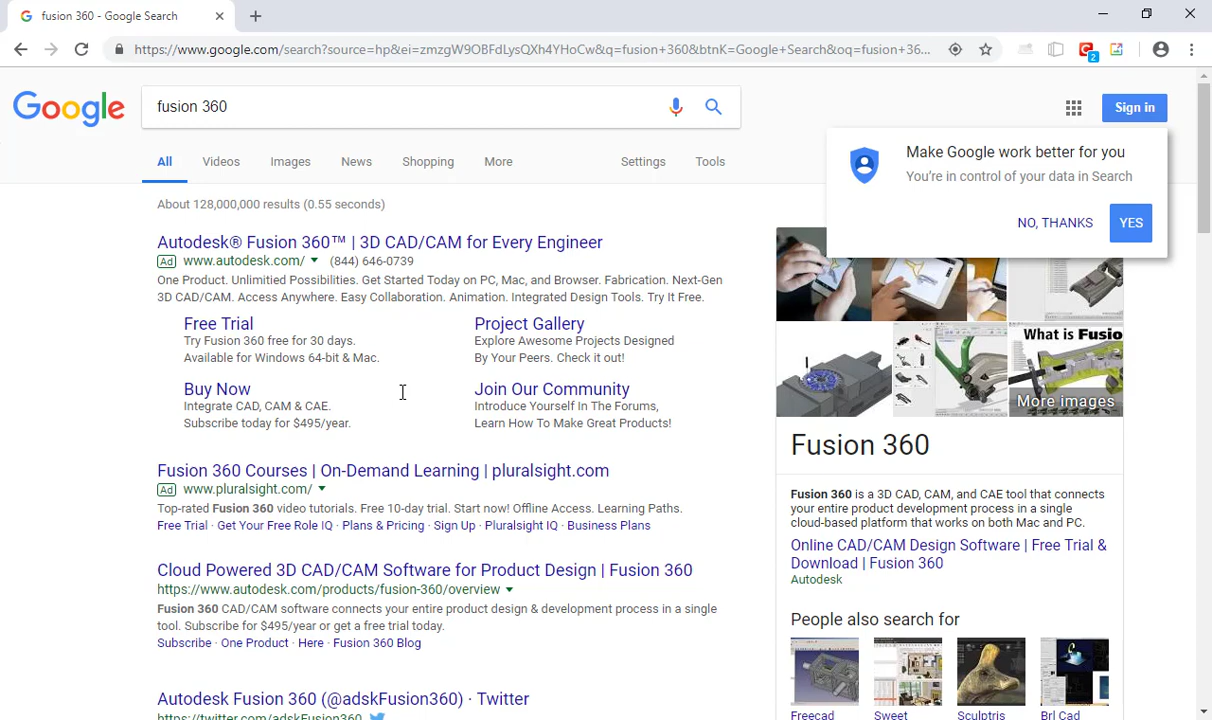 fusion 360 - Google Search
https://www.google.com/search?source=hp&ei=zmzgW9OBFdLysQXh4YHoCw&q=fusion+360&btnK=Google+Search&oq=fusion+36...
2
Google
fusion 360
Sign in
All
Videos
Images
News
Shopping
More
Settings
Tools
Make Google work better for you
You're in control of your data in Search
NO, THANKS
YES
About 128,000,000 results (0.55 seconds)
Autodesk® Fusion 360™ | 3D CAD/CAM for Every Engineer
Ad www.autodesk.com/ (844) 646-0739
One Product. Unlimitied Possibilities. Get Started Today on PC, Mac, and Browser. Fabrication. Next-Gen
3D CAD/CAM. Access Anywhere. Easy Collaboration. Animation. Integrated Design Tools. Try It Free.
Free Trial
Try Fusion 360 free for 30 days.
Available for Windows 64-bit & Mac.
Project Gallery
Explore Awesome Projects Designed
By Your Peers. Check it out!
Buy Now
Integrate CAD, CAM & CAE.
Subscribe today for $495/year.
Join Our Community
Introduce Yourself In The Forums,
Learn How To Make Great Products!
Fusion 360 Courses | On-Demand Learning | pluralsight.com
Ad www.pluralsight.com/
Top-rated Fusion 360 video tutorials. Free 10-day trial. Start now! Offline Access. Learning Paths.
Free Trial · Get Your Free Role IQ · Plans & Pricing · Sign Up · Pluralsight IQ · Business Plans
Cloud Powered 3D CAD/CAM Software for Product Design | Fusion 360
https://www.autodesk.com/products/fusion-360/overview
Fusion 360 CAD/CAM software connects your entire product design & development process in a single
tool. Subscribe for $495/year or get a free trial today.
Subscribe · One Product · Here · Fusion 360 Blog
Autodesk Fusion 360 (@adskFusion360) · Twitter
https://twitter.com/adskFusion360
What is Fusio
More images
Fusion 360
Fusion 360 is a 3D CAD, CAM, and CAE tool that connects
your entire product development process in a single
cloud-based platform that works on both Mac and PC.
Online CAD/CAM Design Software | Free Trial &
Download | Fusion 360
Autodesk
People also search for
Freecad
Sweet
Sculptris
Brl Cad